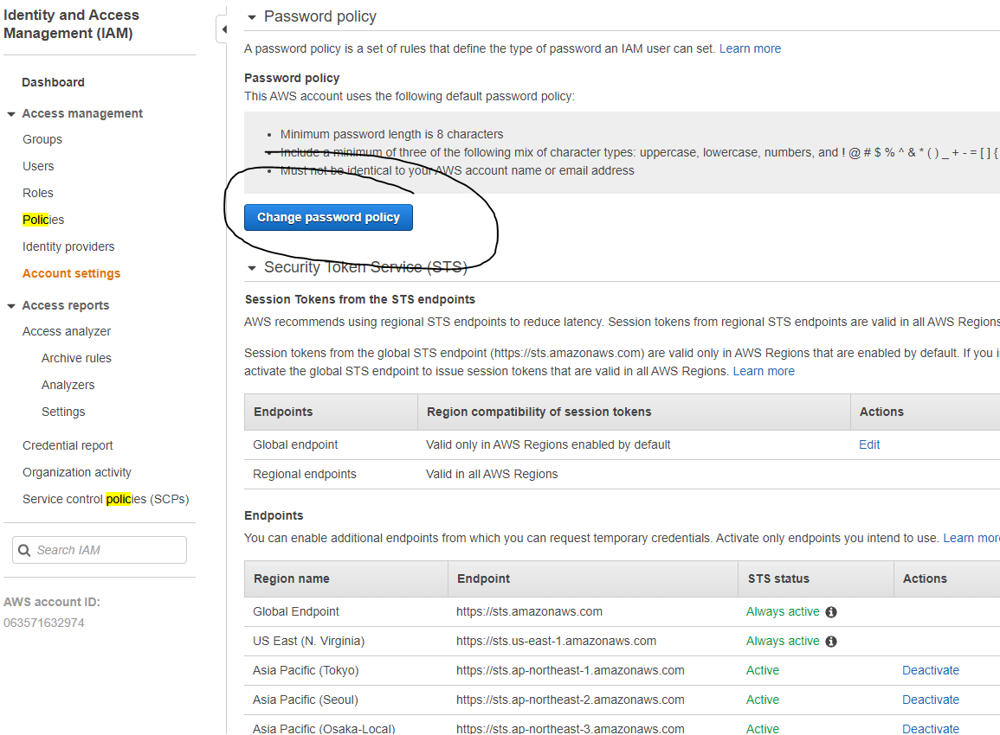 Identity and Access
Management (IAM)
Dashboard
Access management
Groups
Users
Roles
Policies
Identity providers
Account settings
Access reports
Access analyzer
Archive rules
Analyzers
Settings
Credential report
Organization activity
Service control policies (SCPs)
Search IAM
AWS account ID:
063571632974
Password policy
A password policy is a set of rules that define the type of password an IAM user can set. Learn more
Password policy
This AWS account uses the following default password policy:
• Minimum password length is 8 characters
• Include a minimum of three of the following mix of character types: uppercase, lowercase, numbers, and ! @ # $ % ^ & * ( ) _ + - = [ ] {
• Must not be identical to your AWS account name or email address
Change password policy
Security Token Service (STS)
Session Tokens from the STS endpoints
AWS recommends using regional STS endpoints to reduce latency. Session tokens from regional STS endpoints are valid in all AWS Regions
Session tokens from the global STS endpoint (https://sts.amazonaws.com) are valid only in AWS Regions that are enabled by default. If you i
activate the global STS endpoint to issue session tokens that are valid in all AWS Regions. Learn more
Endpoints Region compatibility of session tokens Actions
Global endpoint Valid only in AWS Regions enabled by default Edit
Regional endpoints Valid in all AWS Regions
Endpoints
You can enable additional endpoints from which you can request temporary credentials. Activate only endpoints you intend to use. Learn more
Region name Endpoint STS status Actions
Global Endpoint https://sts.amazonaws.com Always active
US East (N. Virginia) https://sts.us-east-1.amazonaws.com Always active
Asia Pacific (Tokyo) https://sts.ap-northeast-1.amazonaws.com Active Deactivate
Asia Pacific (Seoul) https://sts.ap-northeast-2.amazonaws.com Active Deactivate
Asia Pacific (Osaka-Local) https://sts.ap-northeast-3.amazonaws.com Active Deactivate